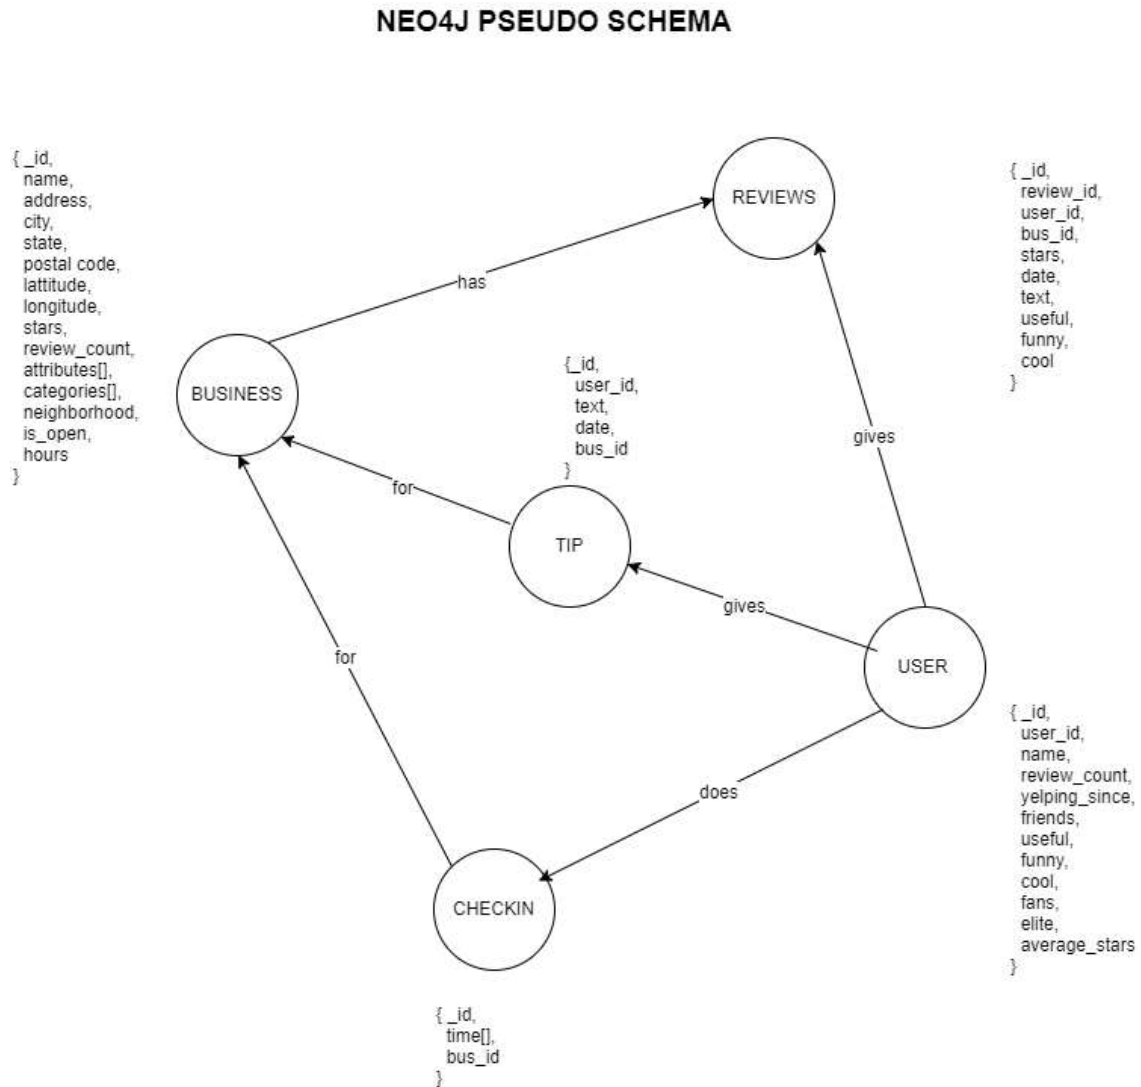 NEO4J PSEUDO SCHEMA
{ _id,
name,
address,
city,
state,
postal code,
lattitude,
longitude,
stars,
review_count,
attributes[],
categories[],
neighborhood,
is_open,
hours
}
REVIEWS
{ _id,
review_id,
user_id,
bus_id,
stars,
date,
text,
useful,
funny,
cool
}
has
BUSINESS
{_id,
user_id,
text,
date,
bus_id
}
gives
for
TIP
gives
for
USER
{ _id,
user_id,
name,
review_count,
yelping_since,
friends,
useful,
funny,
cool,
fans,
elite,
average_stars
}
does
CHECKIN
{ _id,
time[],
bus_id
}